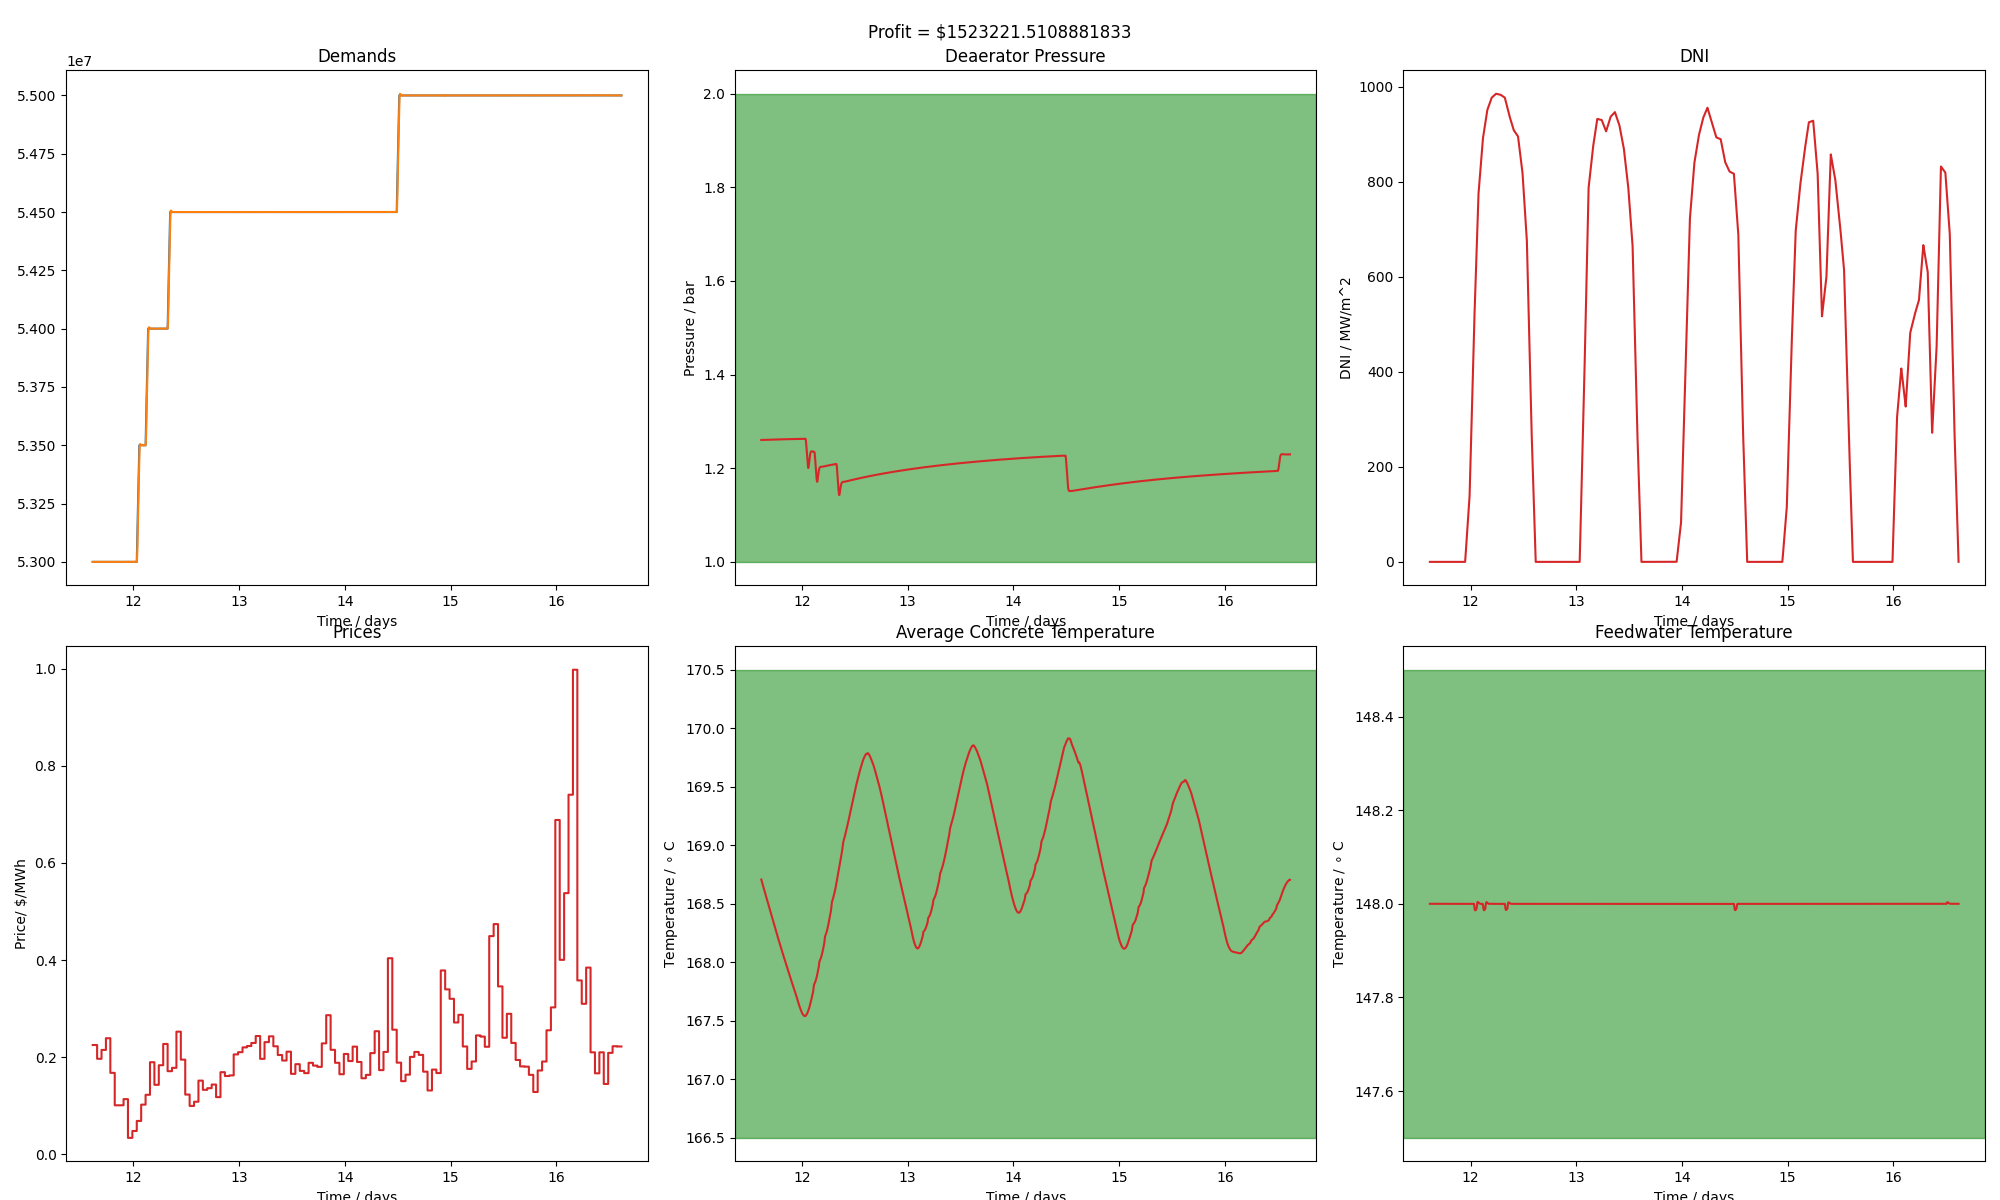 Profit = $1523221.5108881833
Demands
1e7
5.500
5.475
5.450
5.425
5.400
5.375
5.350
5.325
5.300
12 13 14 15 16
Time / days
Deaerator Pressure
Pressure / bar
2.0
1.8
1.6
1.4
1.2
1.0
12 13 14 15 16
Time / days
DNI
DNI / MW/m^2
1000
800
600
400
200
0
12 13 14 15 16
Time / days
Prices
Price/ $/MWh
1.0
0.8
0.6
0.4
0.2
0.0
12 13 14 15 16
Time / days
Average Concrete Temperature
Temperature / ∘ C
170.5
170.0
169.5
169.0
168.5
168.0
167.5
167.0
166.5
12 13 14 15 16
Time / days
Feedwater Temperature
Temperature / ∘ C
148.4
148.2
148.0
147.8
147.6
12 13 14 15 16
Time / days